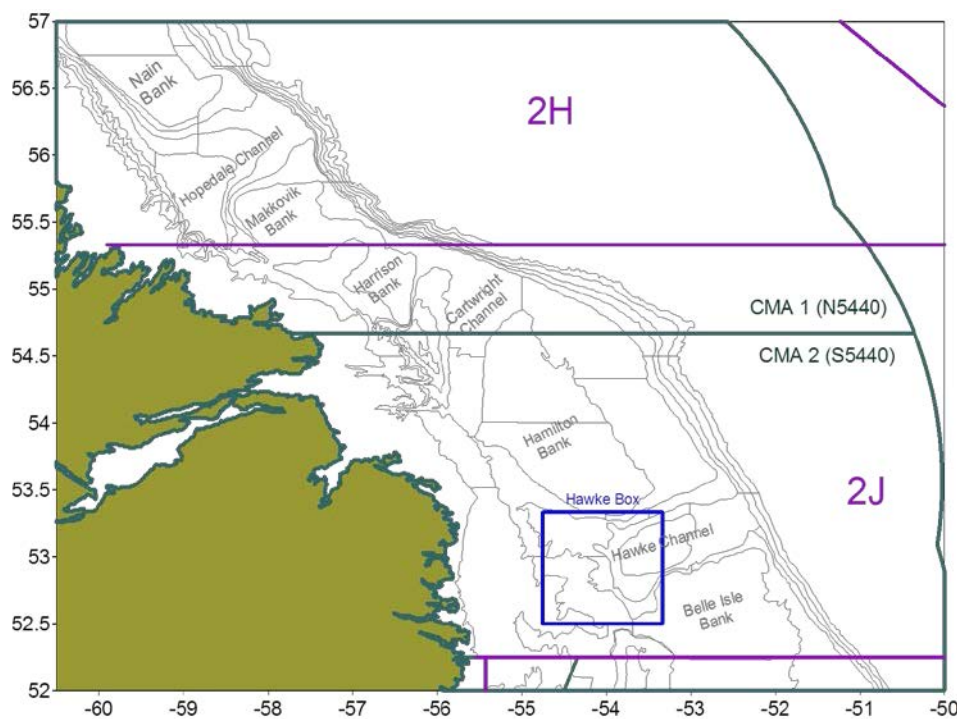 57
56.5
56
55.5
55
54.5
54
53.5
53
52.5
52
Nain
Bank
2H
Hopedale Channel
Makkovik
Bank
Harrison
Bank
Cartwright
Channel
CMA 1 (N5440)
CMA 2 (S5440)
Hamilton
Bank
2J
Hawke Box
Hawke Channel
Belle Isle
Bank
-60
-59
-58
-57
-56
-55
-54
-53
-52
-51
-50